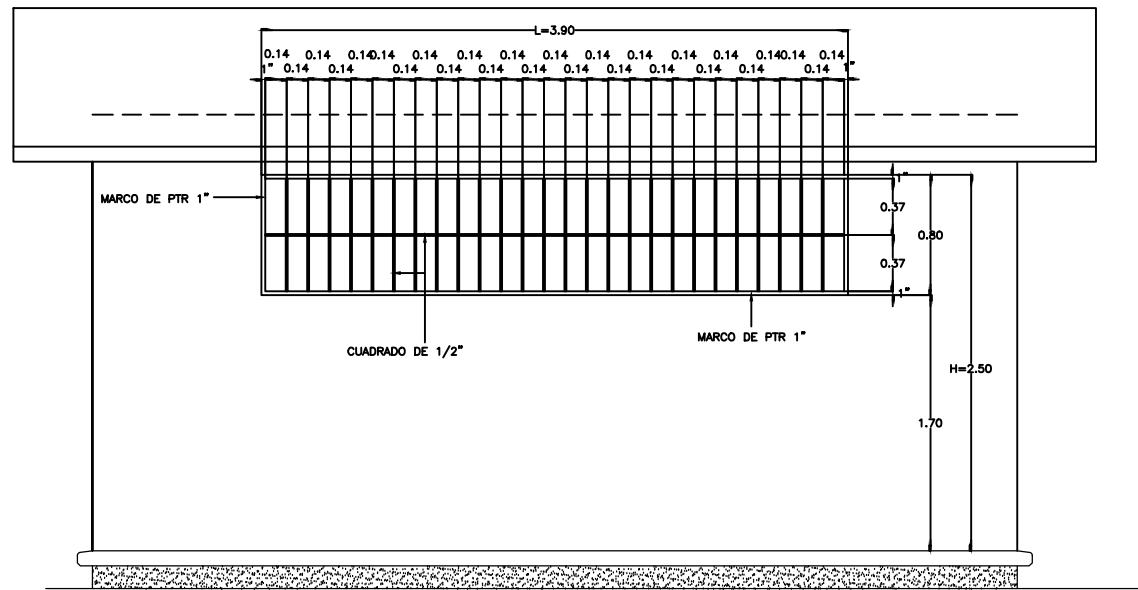 L=3.90
0.14 0.14 0.14 0.14 0.14 0.14 0.14 0.14 0.14 0.14 0.14 0.14 0.14 0.14 0.14
1" 0.14 0.14 0.14 0.14 0.14 0.14 0.14 0.14 0.14 0.14 0.14 0.14 1"
1"
MARCO DE PTR 1"
0.37
0.80
0.37
1"
MARCO DE PTR 1"
CUADRADO DE 1/2"
H=2.50
1.70